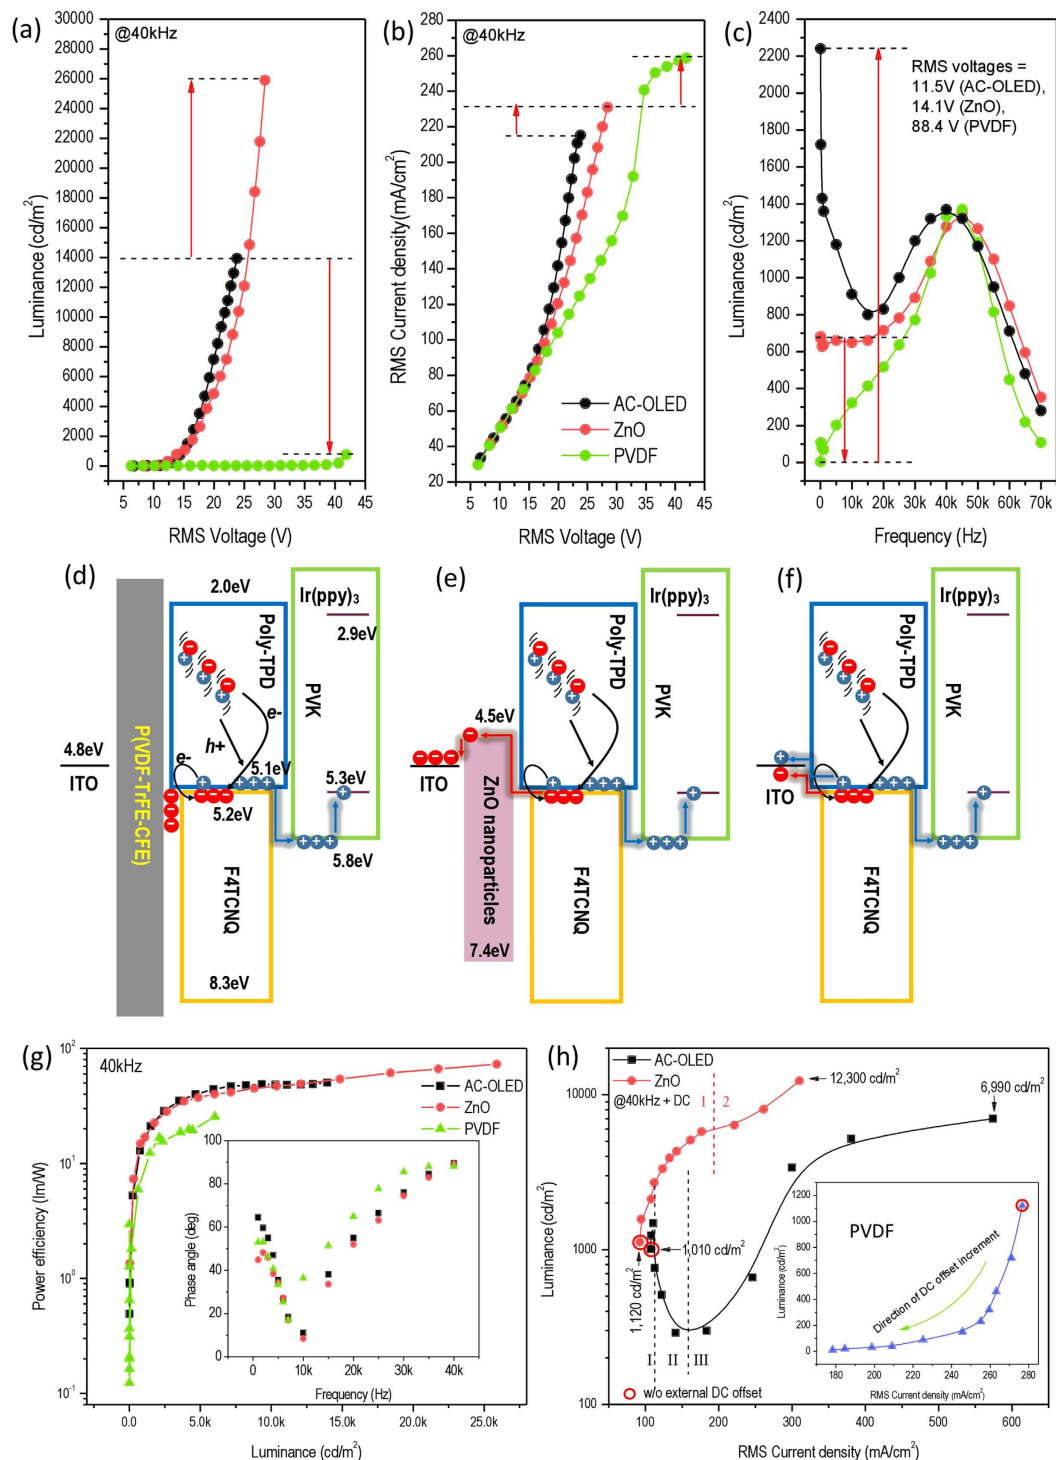 (a)
@40kHz
30000
28000
26000
24000
22000
20000
18000
16000
14000
12000
10000
8000
6000
4000
2000
0
Luminance (cd/m²)
5 10 15 20 25 30 35 40 45
RMS Voltage (V)
(b)
@40kHz
280
260
240
220
200
180
160
140
120
100
80
60
40
20
RMS Current density(mA/cm²)
AC-OLED
ZnO
PVDF
5 10 15 20 25 30 35 40 45
RMS Voltage (V)
(c)
2400
2200
2000
1800
1600
1400
1200
1000
800
600
400
200
0
Luminance (cd/m²)
RMS voltages =
11.5V (AC-OLED),
14.1V (ZnO),
88.4 V (PVDF)
0 10k 20k 30k 40k 50k 60k 70k
Frequency (Hz)
(d)
2.0eV
Ir(ppy)₃
2.9eV
Poly-TPD
PVK
P(VDF-TrFE-CFE)
4.8eV
ITO
e-
h+
e-
5.1eV
5.3eV
5.2eV
5.8eV
F4TCNQ
8.3eV
(e)
Ir(ppy)₃
Poly-TPD
PVK
4.5eV
ITO
ZnO nanoparticles
F4TCNQ
7.4eV
(f)
Ir(ppy)₃
Poly-TPD
PVK
ITO
F4TCNQ
(g)
40kHz
10²
10¹
10⁰
10⁻¹
Power efficiency (lm/W)
AC-OLED
ZnO
PVDF
100
80
60
40
20
0
Phase angle (deg)
0 10k 20k 30k 40k
Frequency (Hz)
0.0 5.0k 10.0k 15.0k 20.0k 25.0k
Luminance (cd/m²)
(h)
AC-OLED
ZnO
@40kHz + DC
1 2
12,300 cd/m²
6,990 cd/m²
10000
1000
100
Luminance (cd/m²)
1,010 cd/m²
1,120 cd/m²
I II III
w/o external DC offset
PVDF
Direction of DC offset increment
1200
1000
800
600
400
200
0
Luminance (cd/m²)
180 200 220 240 260 280
RMS Current density (mA/cm²)
100 200 300 400 500 600
RMS Current density (mA/cm²)